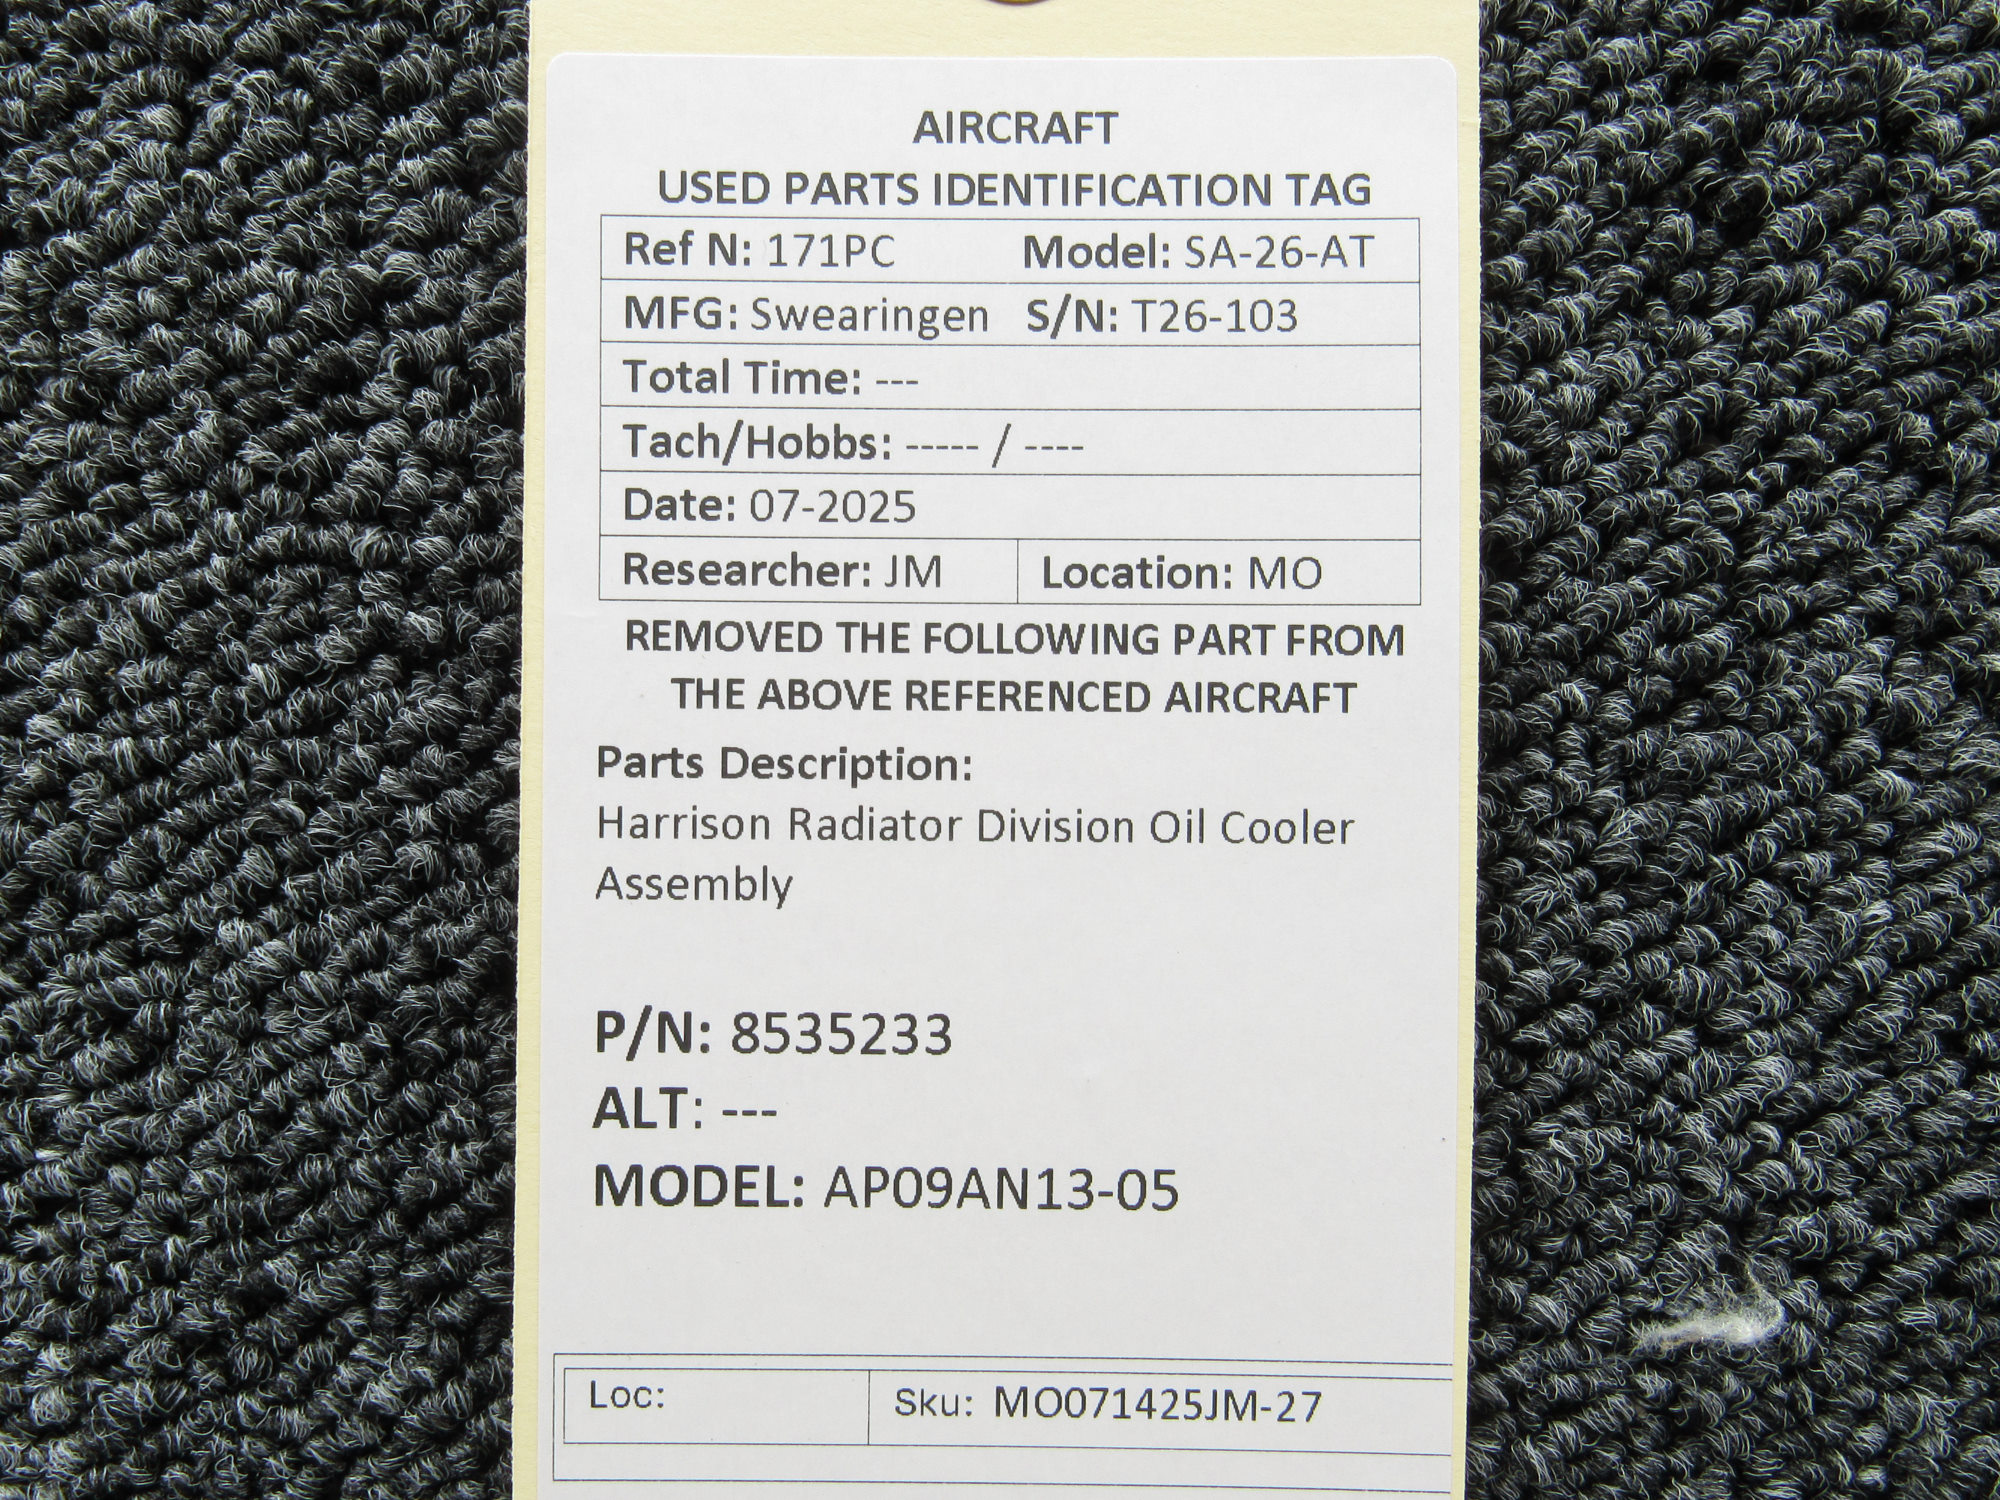 AIRCRAFT
USED PARTS IDENTIFICATION TAG
Ref N: 171PC Model: SA-26-AT
MFG: Swearingen S/N: T26-103
Total Time: ---
Tach/Hobbs: ----- / ----
Date: 07-2025
Researcher: JM Location: MO
REMOVED THE FOLLOWING PART FROM
THE ABOVE REFERENCED AIRCRAFT
Parts Description:
Harrison Radiator Division Oil Cooler
Assembly
P/N: 8535233
ALT: ---
MODEL: AP09AN13-05
Loc: Sku: MO071425JM-27